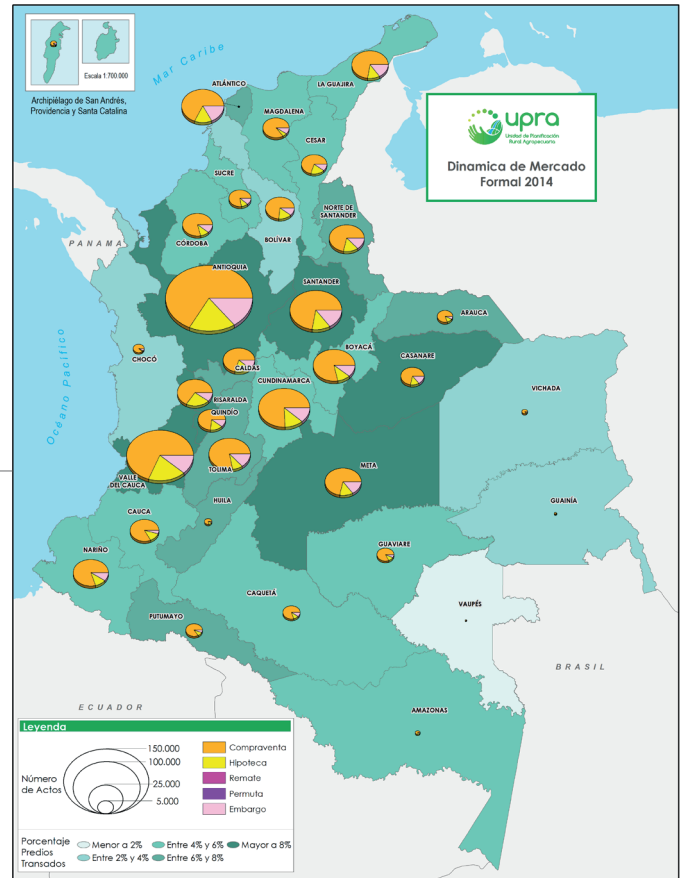 Escala 1:700.000
Archipiélago de San Andrés,
Providencia y Santa Catalina
Mar Caribe
upra
Unidad de Planificación
Rural Agropecuaria
Dinamica de Mercado
Formal 2014
LA GUAJIRA
ATLÁNTICO
MAGDALENA
CESAR
SUCRE
NORTE DE
SANTANDER
CÓRDOBA
BOLÍVAR
PANAMA
ANTIOQUIA
SANTANDER
ARAUCA
Océano Pacífico
CHOCÓ
BOYACÁ
CASANARE
CALDAS
CUNDINAMARCA
VICHADA
RISARALDA
QUINDIO
TOLIMA
META
VALLE
DEL CAUCA
HUILA
GUAINÍA
CAUCA
GUAVIARE
NARIÑO
CAQUETÁ
VAUPÉS
PUTUMAYO
BRASIL
ECUADOR
AMAZONAS
Leyenda
Número
de Actos
150.000
100.000
25.000
5.000
Compraventa
Hipoteca
Remate
Permuta
Embargo
Porcentaje
Predios
Transados
Menor a 2%
Entre 4% y 6%
Mayor a 8%
Entre 2% y 4%
Entre 6% y 8%